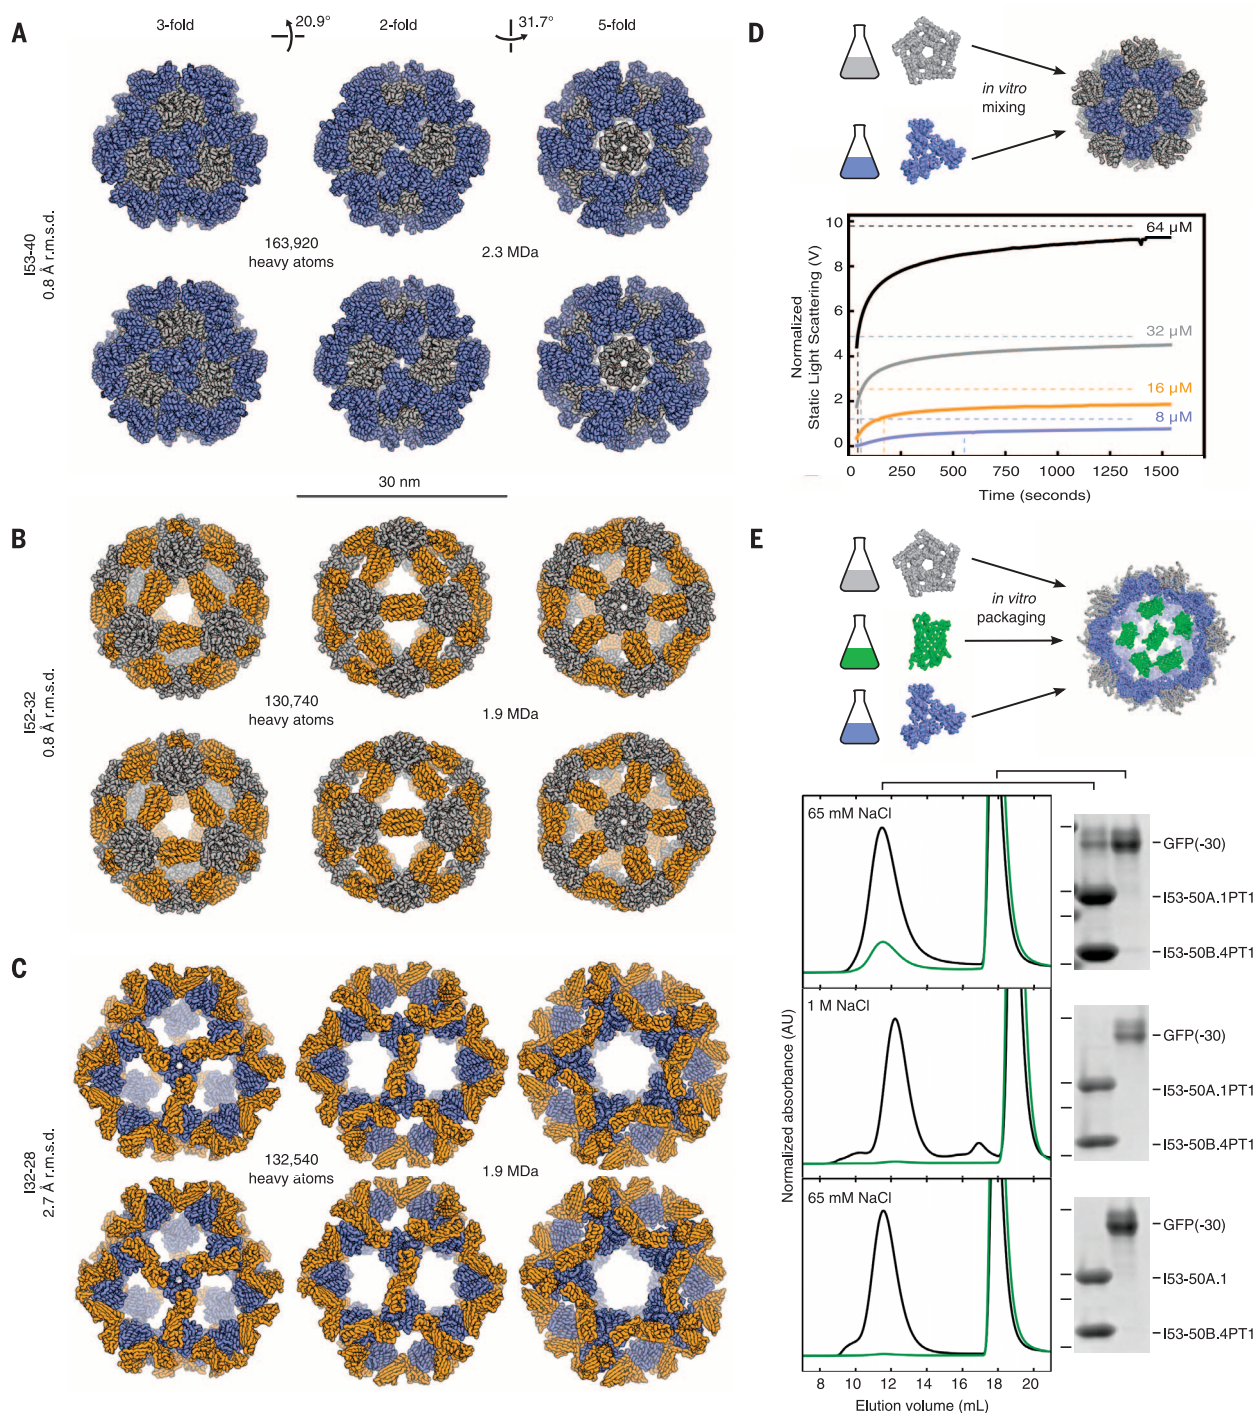 A
3-fold
20.9°
2-fold
31.7°
5-fold
I53-40
0.8 Å r.m.s.d.
163,920
heavy atoms
2.3 MDa
30 nm
B
I52-32
0.8 Å r.m.s.d.
130,740
heavy atoms
1.9 MDa
C
I32-28
2.7 Å r.m.s.d.
132,540
heavy atoms
1.9 MDa
D
in vitro
mixing
Normalized
Static Light Scattering (V)
10
8
6
4
2
0
64 µM
32 µM
16 µM
8 µM
0
250
500
750
1000
1250
1500
Time (seconds)
E
in vitro
packaging
Normalized absorbance (AU)
65 mM NaCl
GFP(-30)
I53-50A.1PT1
I53-50B.4PT1
1 M NaCl
GFP(-30)
I53-50A.1PT1
I53-50B.4PT1
65 mM NaCl
GFP(-30)
I53-50A.1
I53-50B.4PT1
8
10
12
14
16
18
20
Elution volume (mL)